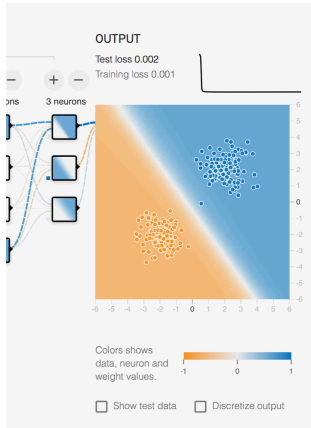 OUTPUT
Test loss 0.002
Training loss 0.001
− + −
ons 3 neurons
6
5
4
3
2
1
0
-1
-2
-3
-4
-5
-6
-6 -5 -4 -3 -2 -1 0 1 2 3 4 5 6
Colors shows
data, neuron and
weight values.
-1 0 1
Show test data Discretize output